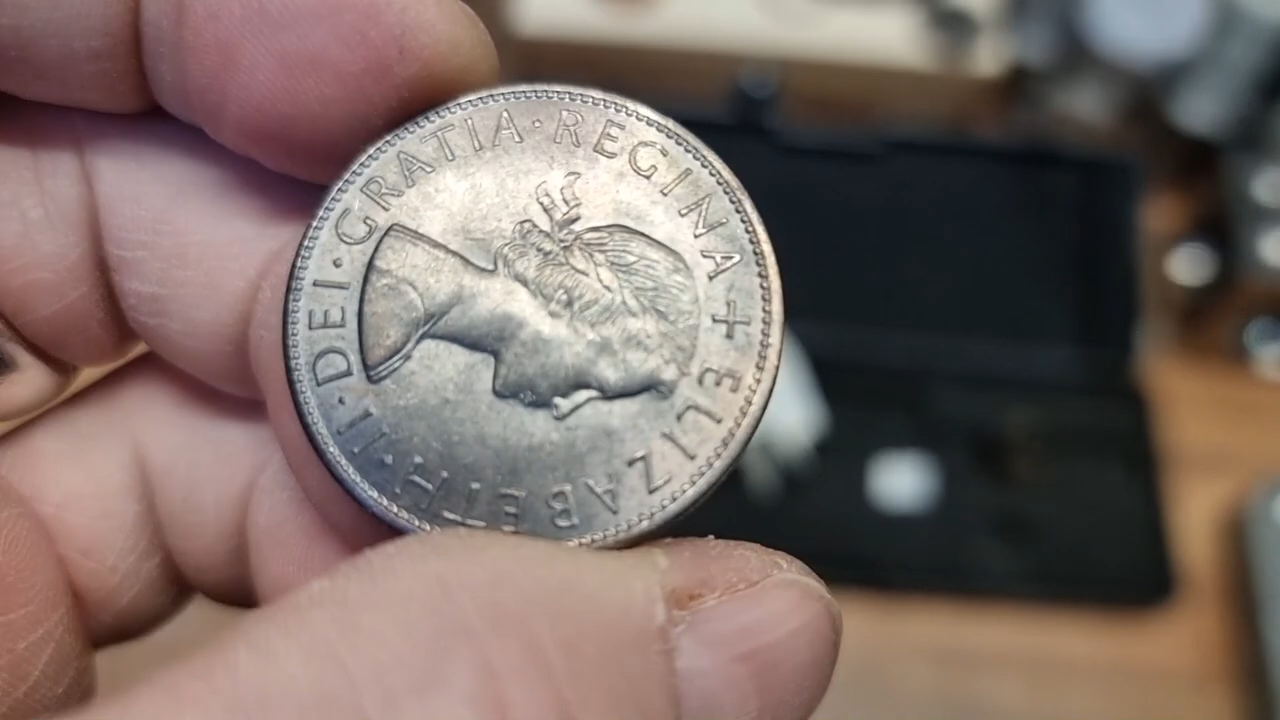 + ELIZABETH · II · DEI · GRATIA · REGINA